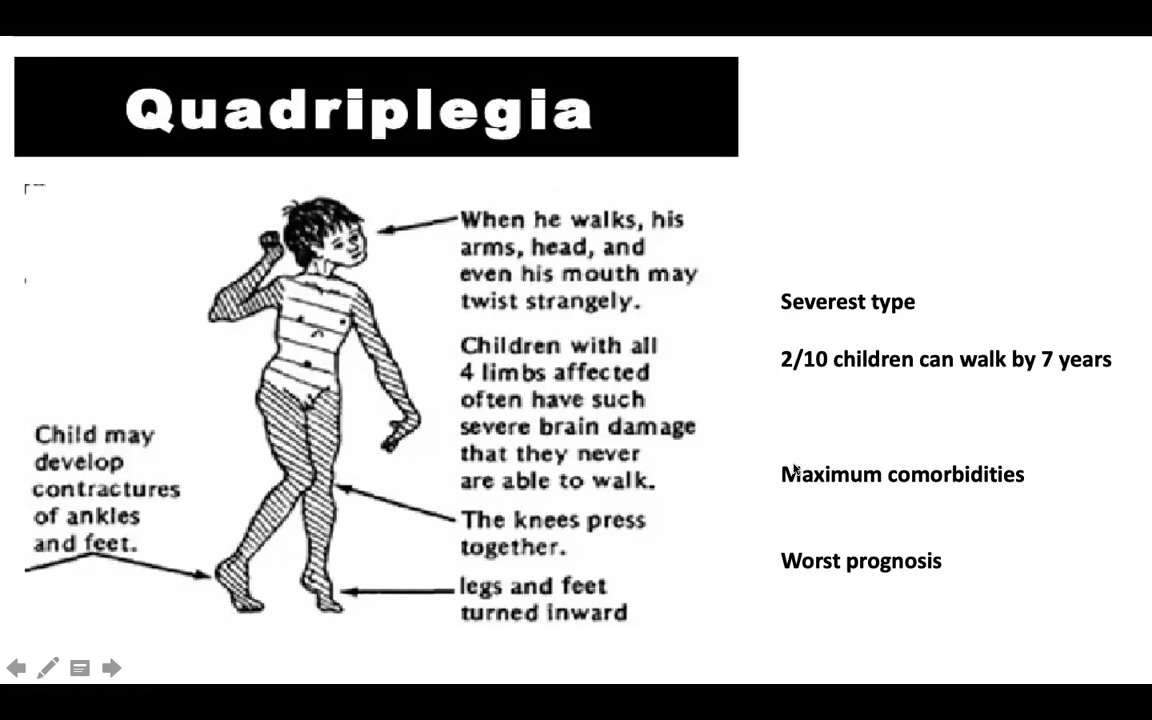 Quadriplegia
When he walks, his
arms, head, and
even his mouth may
twist strangely.
Children with all
4 limbs affected
often have such
severe brain damage
that they never
are able to walk.
The knees press
together.
legs and feet
turned inward
Child may
develop
contractures
of ankles
and feet.
Severest type
2/10 children can walk by 7 years
Maximum comorbidities
Worst prognosis